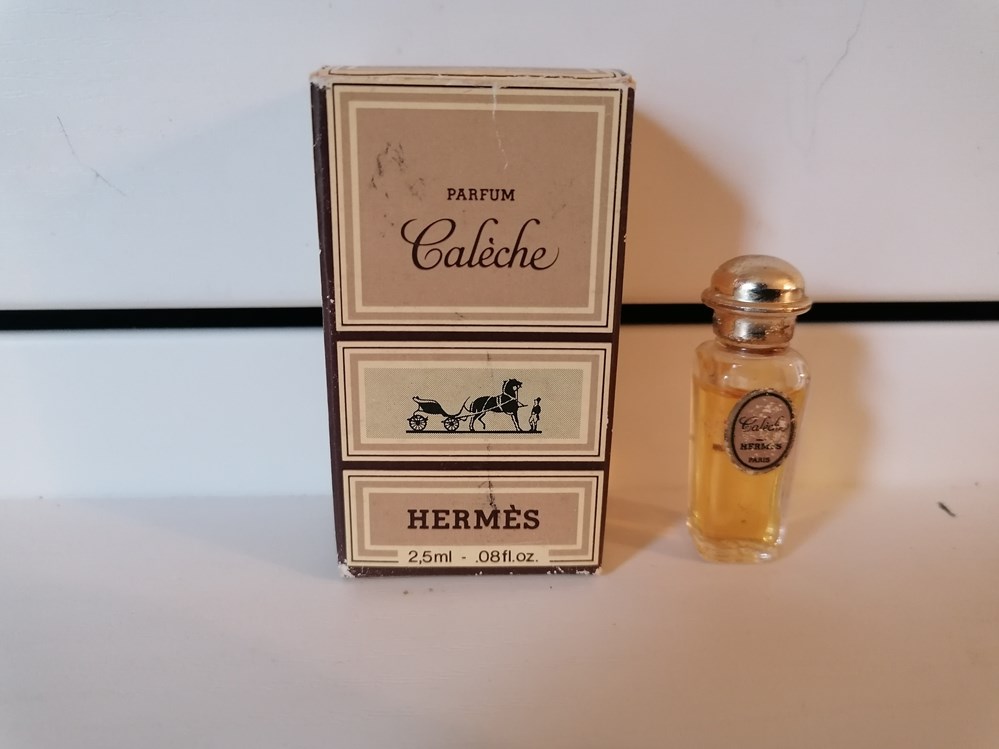 PARFUM
Calèche
HERMÈS
2,5ml - .08fl.oz.
Calèche
HERMÈS
PARIS